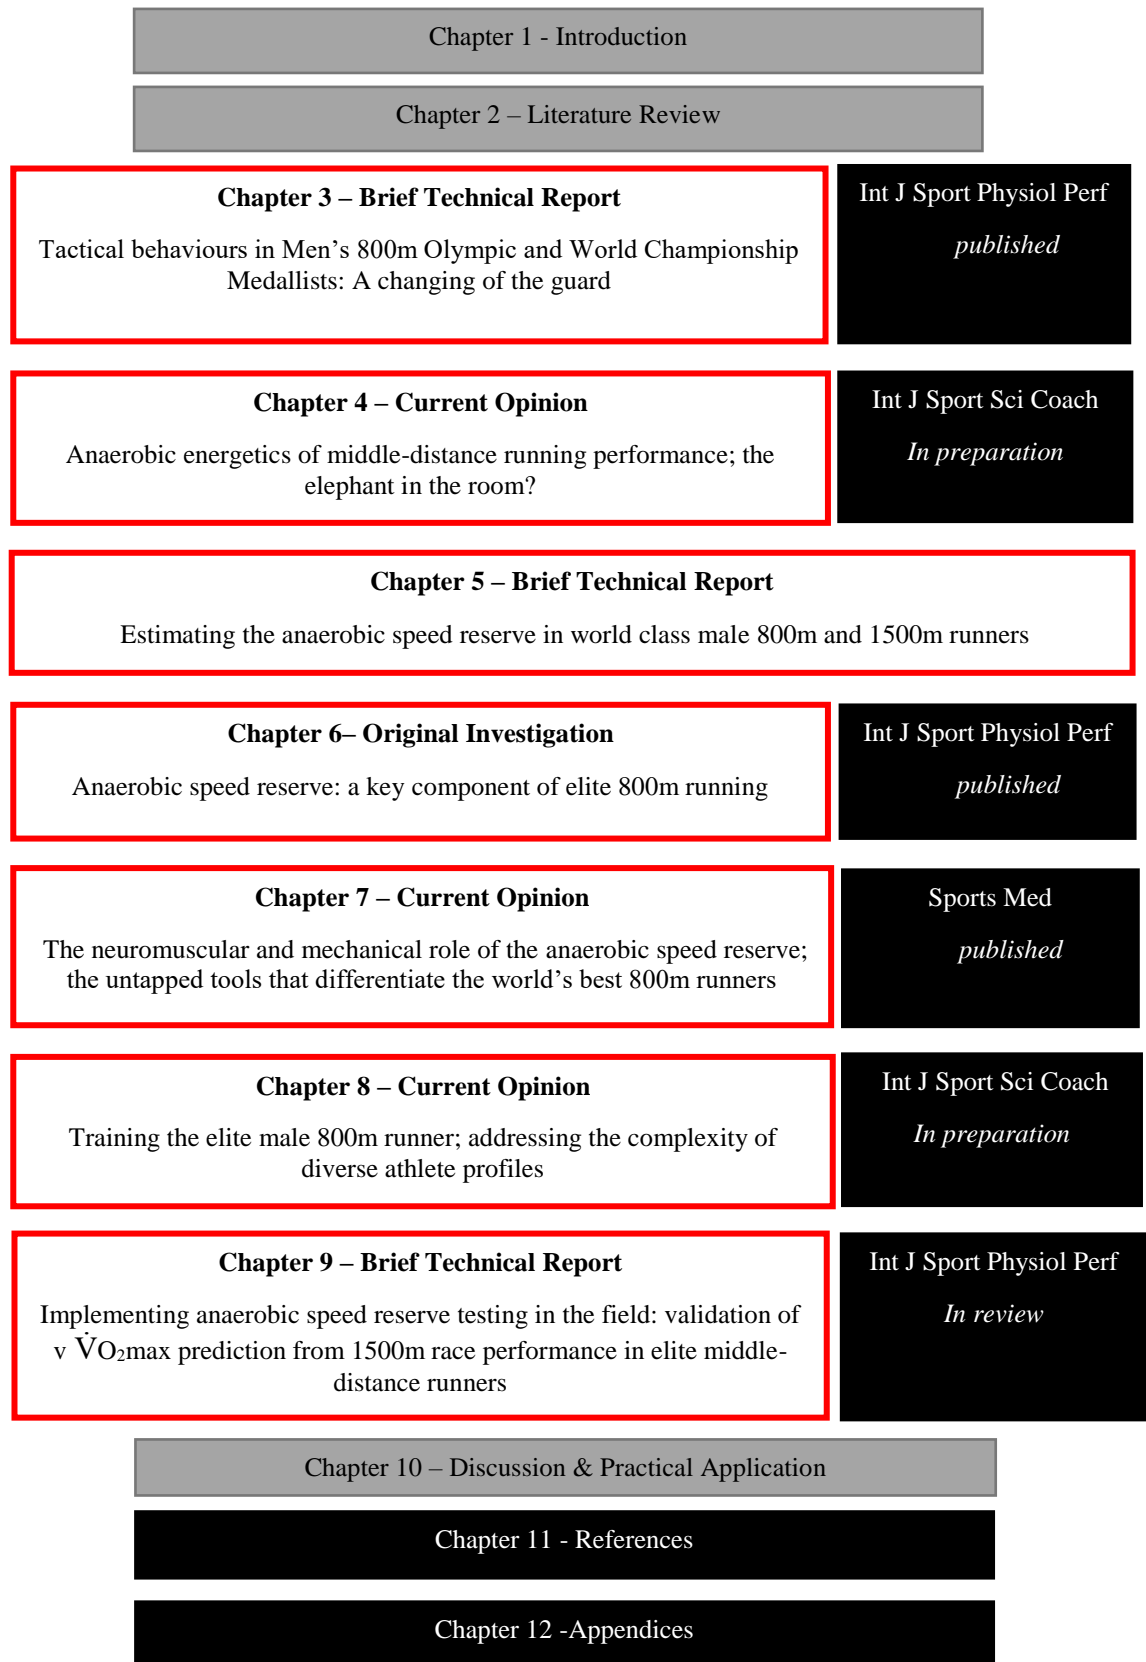 Chapter 1 - Introduction
Chapter 2 – Literature Review
Chapter 3 – Brief Technical Report
Tactical behaviours in Men's 800m Olympic and World Championship
Medallists: A changing of the guard
Int J Sport Physiol Perf
published
Chapter 4 – Current Opinion
Anaerobic energetics of middle-distance running performance; the
elephant in the room?
Int J Sport Sci Coach
In preparation
Chapter 5 – Brief Technical Report
Estimating the anaerobic speed reserve in world class male 800m and 1500m runners
Chapter 6– Original Investigation
Anaerobic speed reserve: a key component of elite 800m running
Int J Sport Physiol Perf
published
Chapter 7 – Current Opinion
The neuromuscular and mechanical role of the anaerobic speed reserve;
the untapped tools that differentiate the world's best 800m runners
Sports Med
published
Chapter 8 – Current Opinion
Training the elite male 800m runner; addressing the complexity of
diverse athlete profiles
Int J Sport Sci Coach
In preparation
Chapter 9 – Brief Technical Report
Implementing anaerobic speed reserve testing in the field: validation of
v V̇O₂max prediction from 1500m race performance in elite middle-
distance runners
Int J Sport Physiol Perf
In review
Chapter 10 – Discussion & Practical Application
Chapter 11 - References
Chapter 12 -Appendices